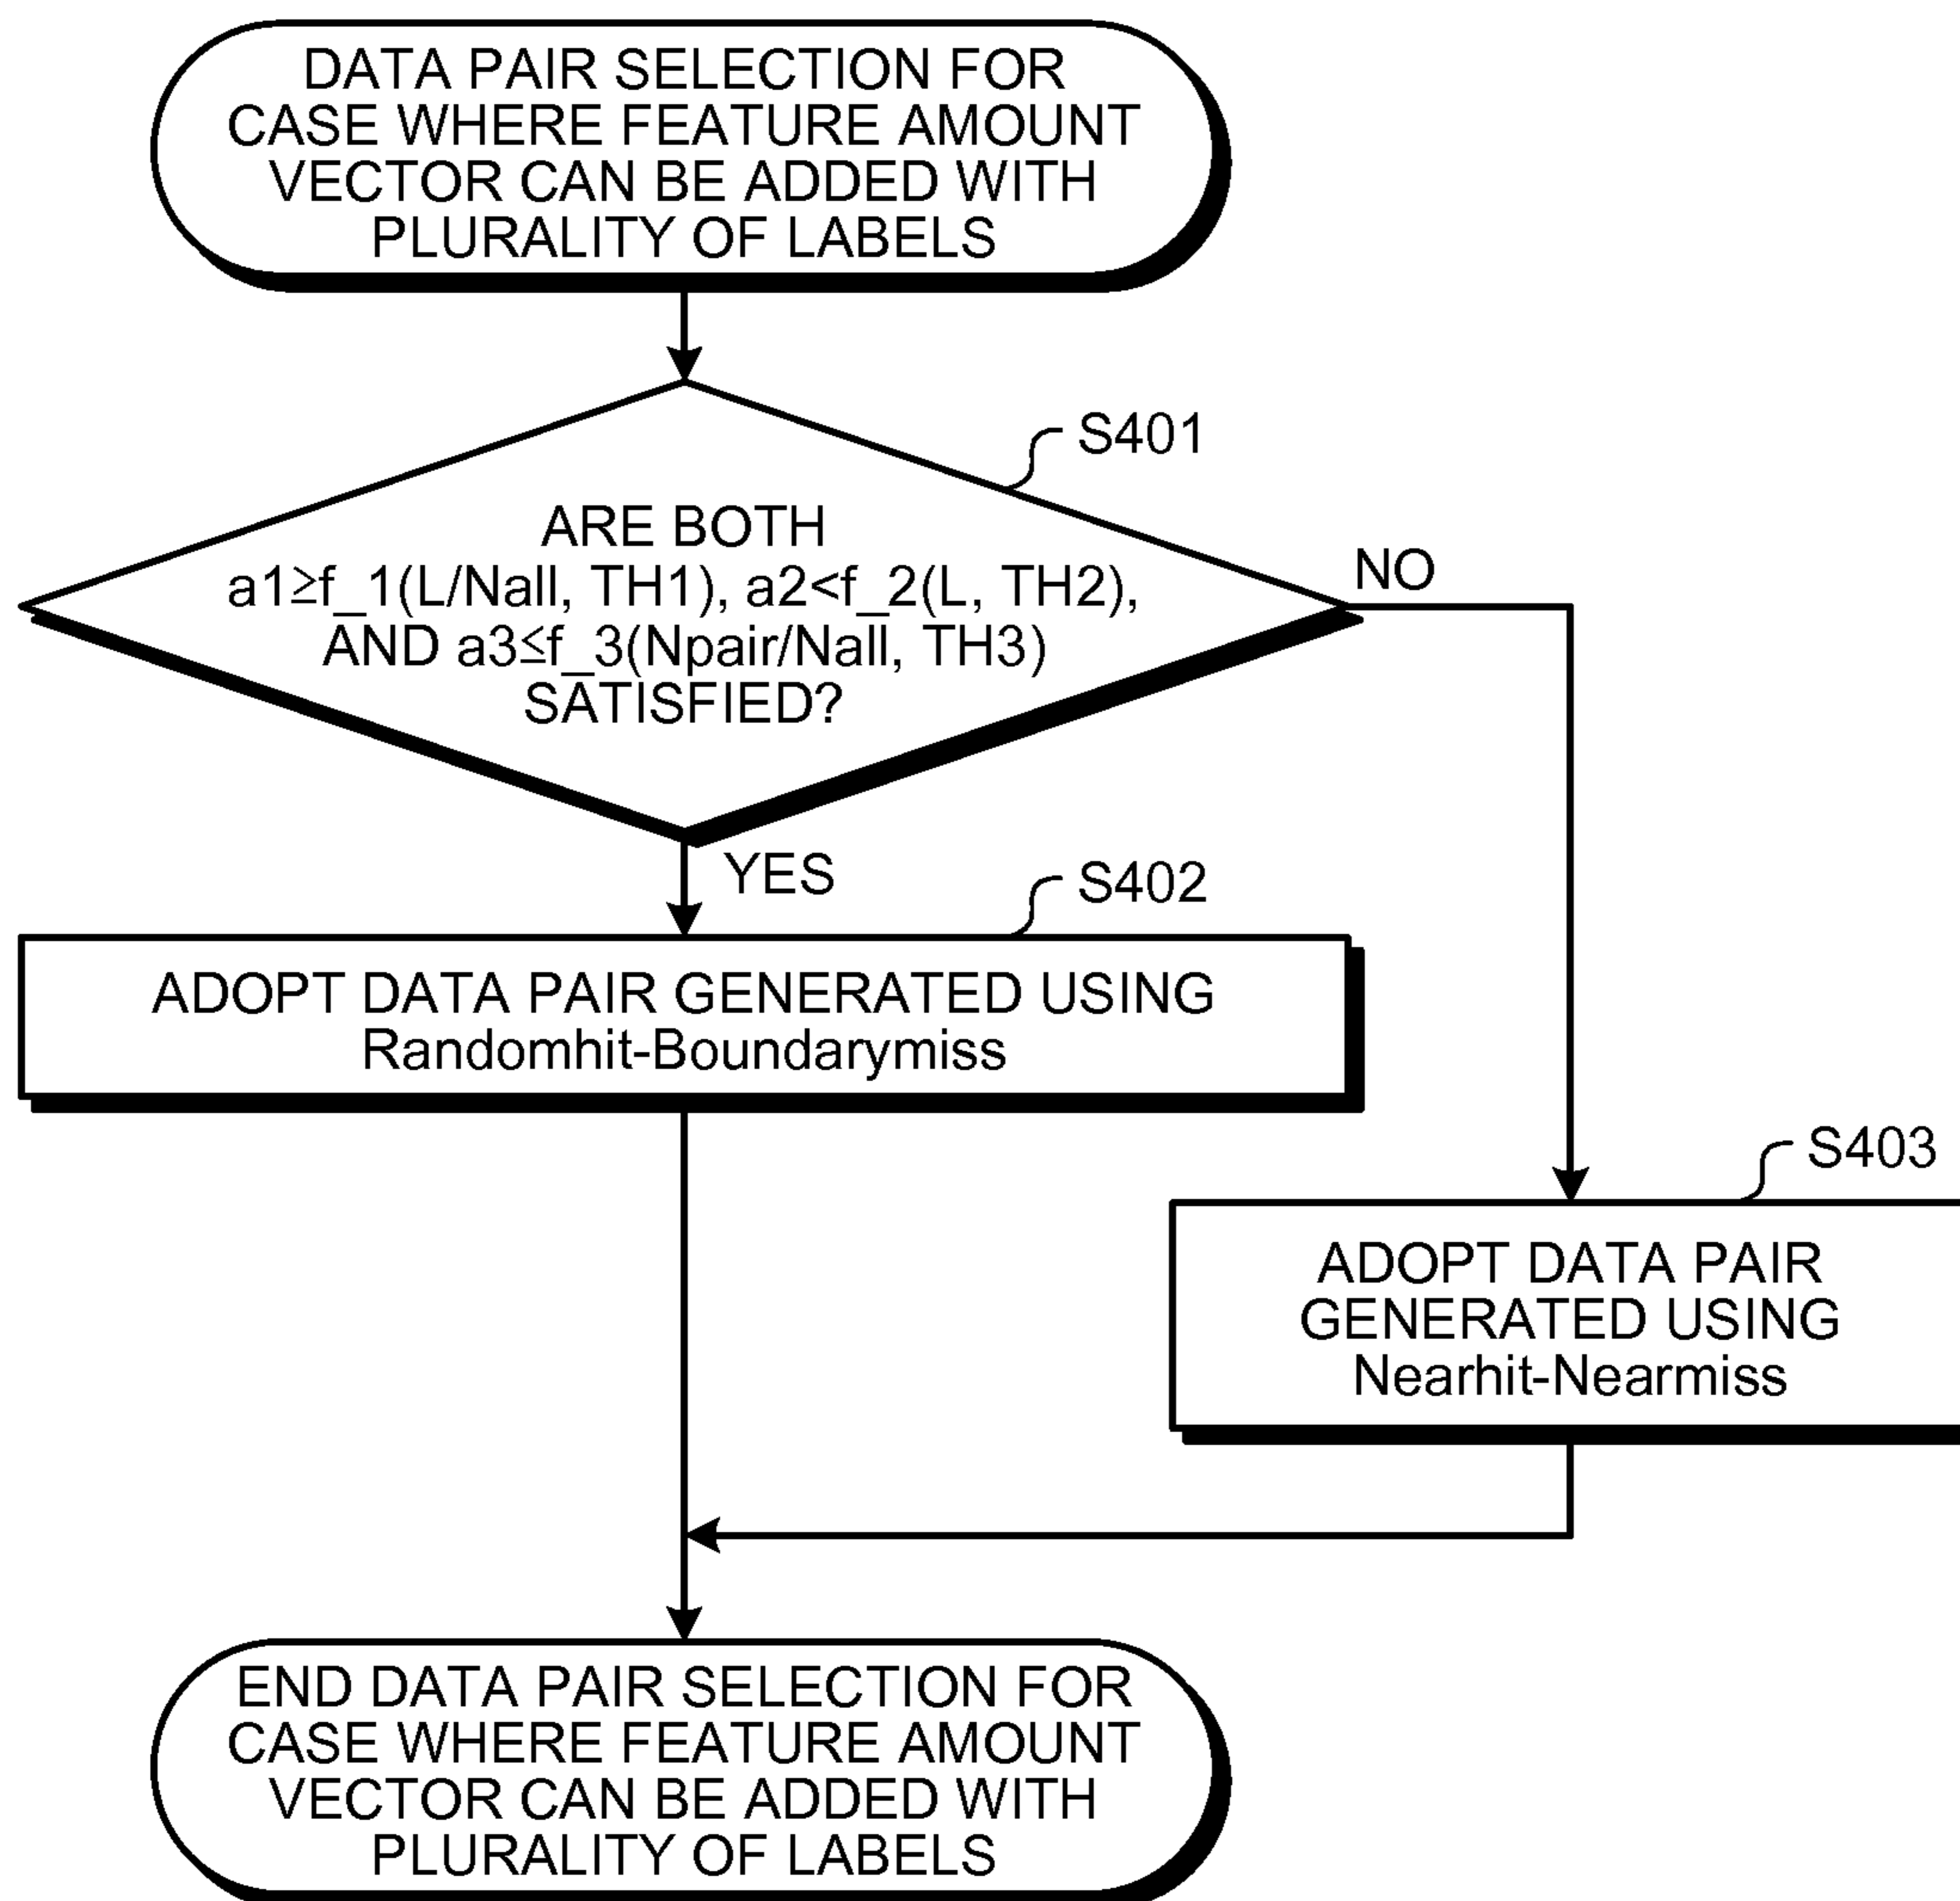 DATA PAIR SELECTION FOR
CASE WHERE FEATURE AMOUNT
VECTOR CAN BE ADDED WITH
PLURALITY OF LABELS
S401
ARE BOTH
a1≥f_1(L/Nall, TH1), a2<f_2(L, TH2),
AND a3≤f_3(Npair/Nall, TH3)
SATISFIED?
NO
YES
S402
ADOPT DATA PAIR GENERATED USING
Randomhit-Boundarymiss
S403
ADOPT DATA PAIR
GENERATED USING
Nearhit-Nearmiss
END DATA PAIR SELECTION FOR
CASE WHERE FEATURE AMOUNT
VECTOR CAN BE ADDED WITH
PLURALITY OF LABELS